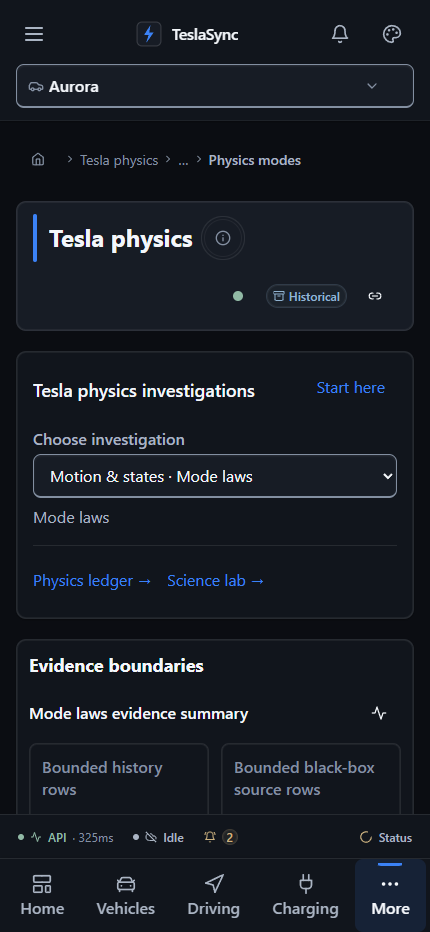 TeslaSync
Aurora
Tesla physics
...
Physics modes
Tesla physics
Historical
Tesla physics investigations
Start here
Choose investigation
Motion & states · Mode laws
Mode laws
Physics ledger →
Science lab →
Evidence boundaries
Mode laws evidence summary
Bounded history
rows
Bounded black-box
source rows
API · 325ms
Idle
2
Status
Home
Vehicles
Driving
Charging
More